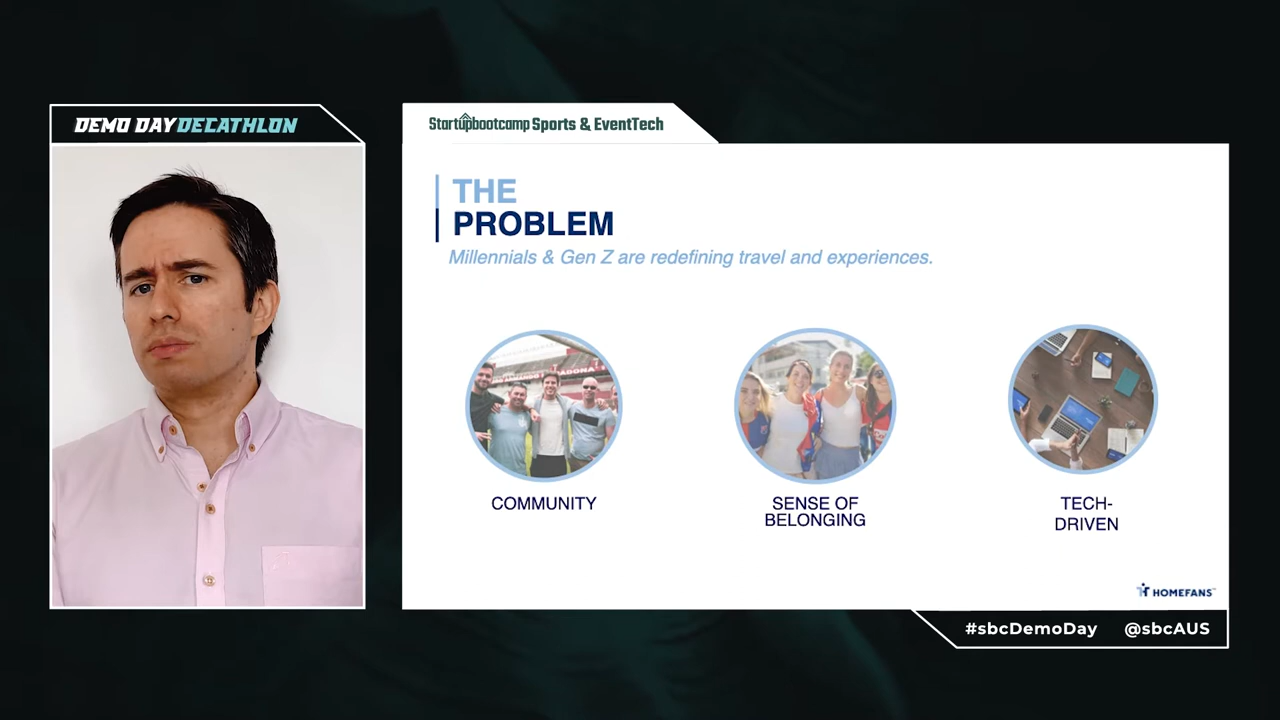 DEMO DAY DECATHLON
Startupbootcamp Sports & EventTech
THE
PROBLEM
Millennials & Gen Z are redefining travel and experiences.
COMMUNITY
SENSE OF
BELONGING
TECH-
DRIVEN
HOMEFANS
#sbcDemoDay @sbcAUS